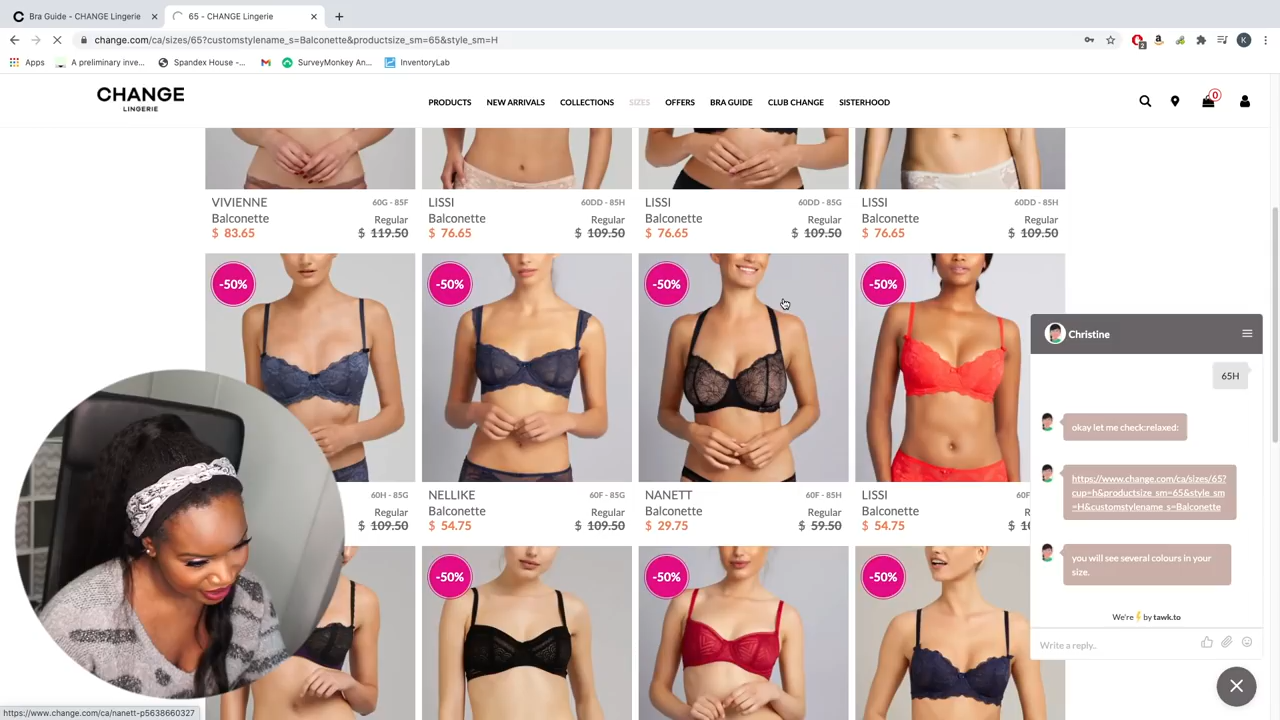 Bra Guide - CHANGE Lingerie
65 - CHANGE Lingerie
change.com/ca/sizes/65?customstylename_s=Balconette&productsize_sm=65&style_sm=H
2
K
Apps
A preliminary inve...
Spandex House -...
SurveyMonkey An...
InventoryLab
CHANGE
LINGERIE
PRODUCTS
NEW ARRIVALS
COLLECTIONS
SIZES
OFFERS
BRA GUIDE
CLUB CHANGE
SISTERHOOD
0
VIVIENNE 60G - 85F
Balconette Regular
$ 83.65 $ 119.50
LISSI 60DD - 85H
Balconette Regular
$ 76.65 $ 109.50
LISSI 60DD - 85G
Balconette Regular
$ 76.65 $ 109.50
LISSI 60DD - 85H
Balconette Regular
$ 76.65 $ 109.50
-50%
-50%
-50%
-50%
60H - 85G
Regular
$ 109.50
NELLIKE 60F - 85G
Balconette Regular
$ 54.75 $ 109.50
NANETT 60F - 85H
Balconette Regular
$ 29.75 $ 59.50
LISSI 60F
Balconette
$ 54.75 $ 10
-50%
-50%
-50%
Christine
65H
okay let me check:relaxed:
https://www.change.com/ca/sizes/65?
cup=h&productsize_sm=65&style_sm
=H&customstylename_s=Balconette
you will see several colours in your
size.
We're by tawk.to
Write a reply..
https://www.change.com/ca/nanett-p5638660327